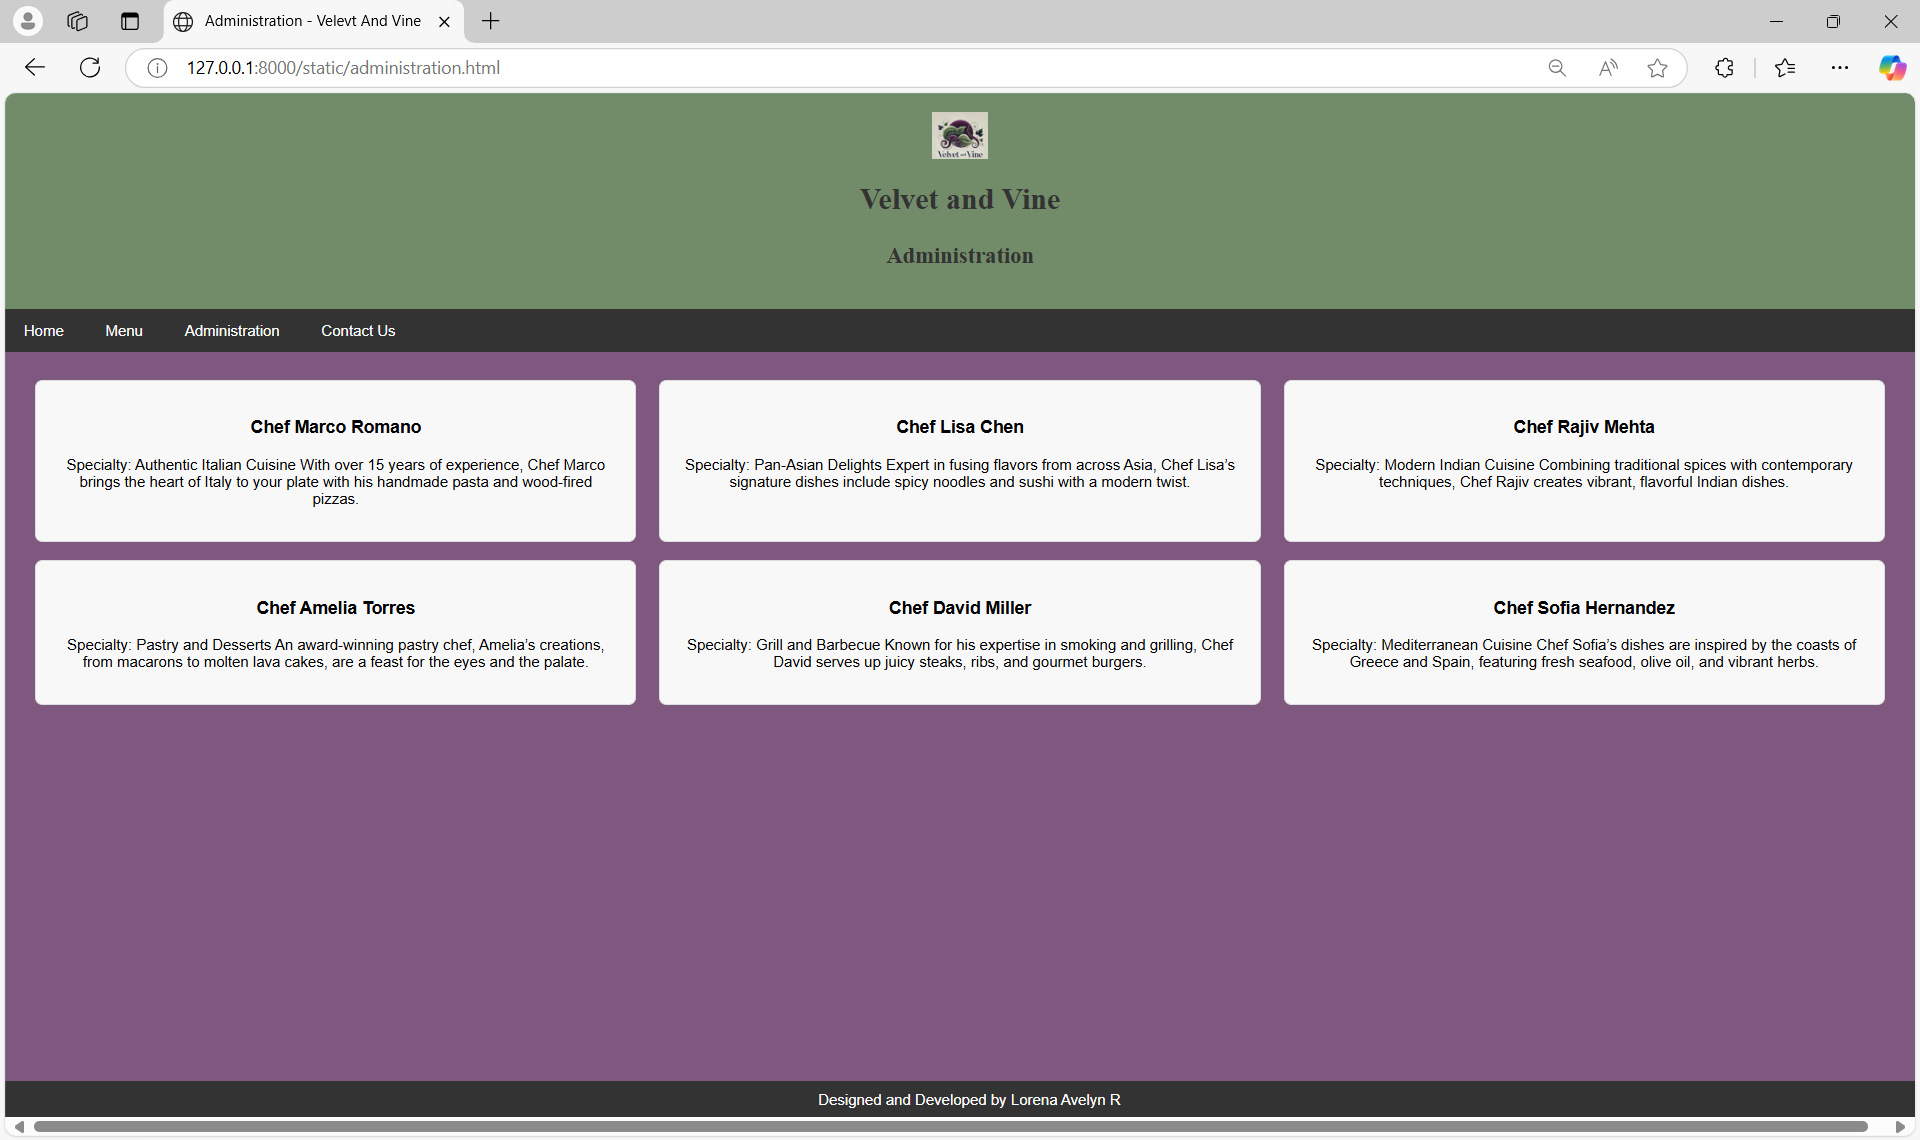 Administration - Velevt And Vine
127.0.0.1:8000/static/administration.html
Velvet and Vine
Velvet and Vine
Administration
Home Menu Administration Contact Us
Chef Marco Romano
Specialty: Authentic Italian Cuisine With over 15 years of experience, Chef Marco
brings the heart of Italy to your plate with his handmade pasta and wood-fired
pizzas.
Chef Lisa Chen
Specialty: Pan-Asian Delights Expert in fusing flavors from across Asia, Chef Lisa’s
signature dishes include spicy noodles and sushi with a modern twist.
Chef Rajiv Mehta
Specialty: Modern Indian Cuisine Combining traditional spices with contemporary
techniques, Chef Rajiv creates vibrant, flavorful Indian dishes.
Chef Amelia Torres
Specialty: Pastry and Desserts An award-winning pastry chef, Amelia’s creations,
from macarons to molten lava cakes, are a feast for the eyes and the palate.
Chef David Miller
Specialty: Grill and Barbecue Known for his expertise in smoking and grilling, Chef
David serves up juicy steaks, ribs, and gourmet burgers.
Chef Sofia Hernandez
Specialty: Mediterranean Cuisine Chef Sofia’s dishes are inspired by the coasts of
Greece and Spain, featuring fresh seafood, olive oil, and vibrant herbs.
Designed and Developed by Lorena Avelyn R